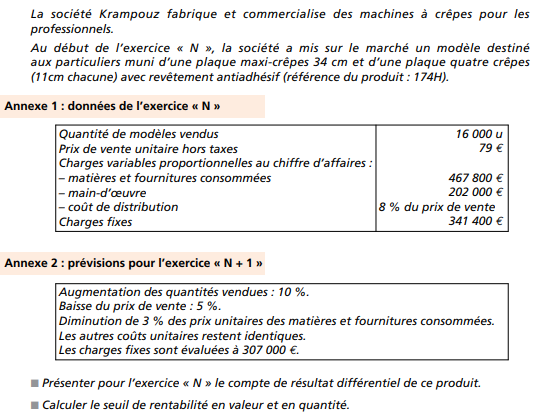 La société Krampouz fabrique et commercialise des machines à crêpes pour les
professionnels.
Au début de l'exercice « N », la société a mis sur le marché un modèle destiné
aux particuliers muni d'une plaque maxi-crêpes 34 cm et d'une plaque quatre crêpes
(11cm chacune) avec revêtement antiadhésif (référence du produit : 174H).
Annexe 1 : données de l'exercice « N »
Quantité de modèles vendus 16 000 u
Prix de vente unitaire hors taxes 79 €
Charges variables proportionnelles au chiffre d'affaires :
– matières et fournitures consommées 467 800 €
– main-d'œuvre 202 000 €
– coût de distribution 8 % du prix de vente
Charges fixes 341 400 €
Annexe 2 : prévisions pour l'exercice « N + 1 »
Augmentation des quantités vendues : 10 %.
Baisse du prix de vente : 5 %.
Diminution de 3 % des prix unitaires des matières et fournitures consommées.
Les autres coûts unitaires restent identiques.
Les charges fixes sont évaluées à 307 000 €.
■ Présenter pour l'exercice « N » le compte de résultat différentiel de ce produit.
■ Calculer le seuil de rentabilité en valeur et en quantité.